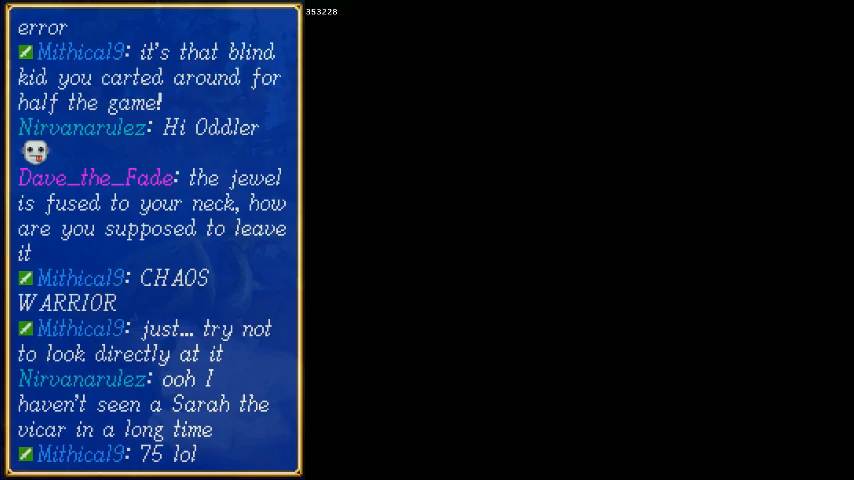 353228
error
Mithical9: it's that blind
kid you carted around for
half the game!
Nirvanarulez: Hi Oddler
Dave_the_Fade: the jewel
is fused to your neck, how
are you supposed to leave
it
Mithical9: CHAOS
WARRIOR
Mithical9: just... try not
to look directly at it
Nirvanarulez: ooh I
haven't seen a Sarah the
vicar in a long time
Mithical9: 75 lol